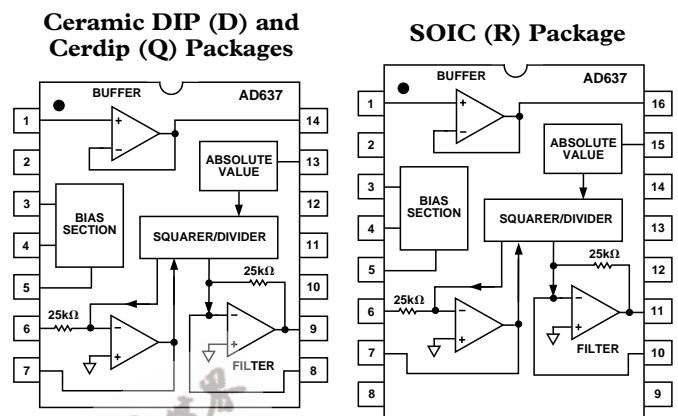 Ceramic DIP (D) and
Cerdip (Q) Packages
BUFFER
AD637
1
14
2
ABSOLUTE
VALUE
13
3
BIAS
SECTION
12
4
SQUARER/DIVIDER
11
5
25kΩ
10
25kΩ
6
9
FILTER
7
8
SOIC (R) Package
BUFFER
AD637
1
16
2
ABSOLUTE
VALUE
15
3
14
BIAS
SECTION
4
SQUARER/DIVIDER
13
5
25kΩ
12
25kΩ
6
11
7
FILTER
10
8
9